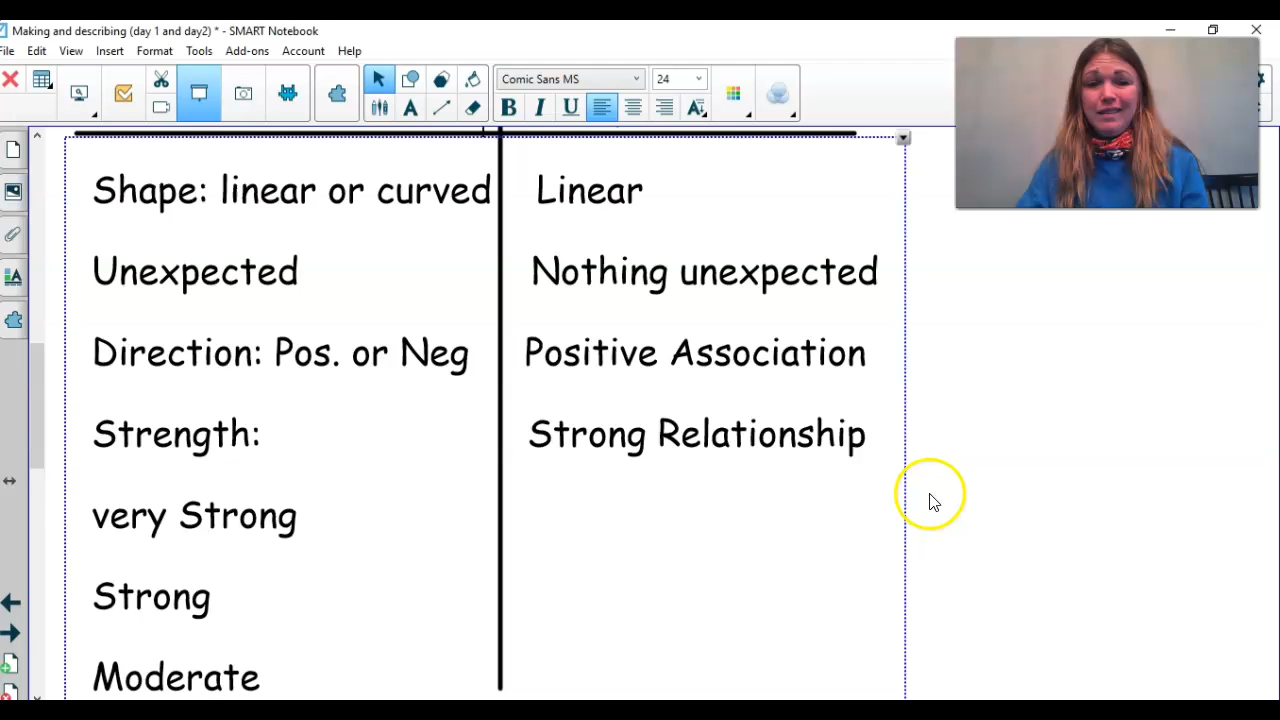 Making and describing (day 1 and day2) * - SMART Notebook
File Edit View Insert Format Tools Add-ons Account Help
Comic Sans MS 24
B I U A
Shape: linear or curved Linear
Unexpected Nothing unexpected
Direction: Pos. or Neg Positive Association
Strength: Strong Relationship
very Strong
Strong
Moderate